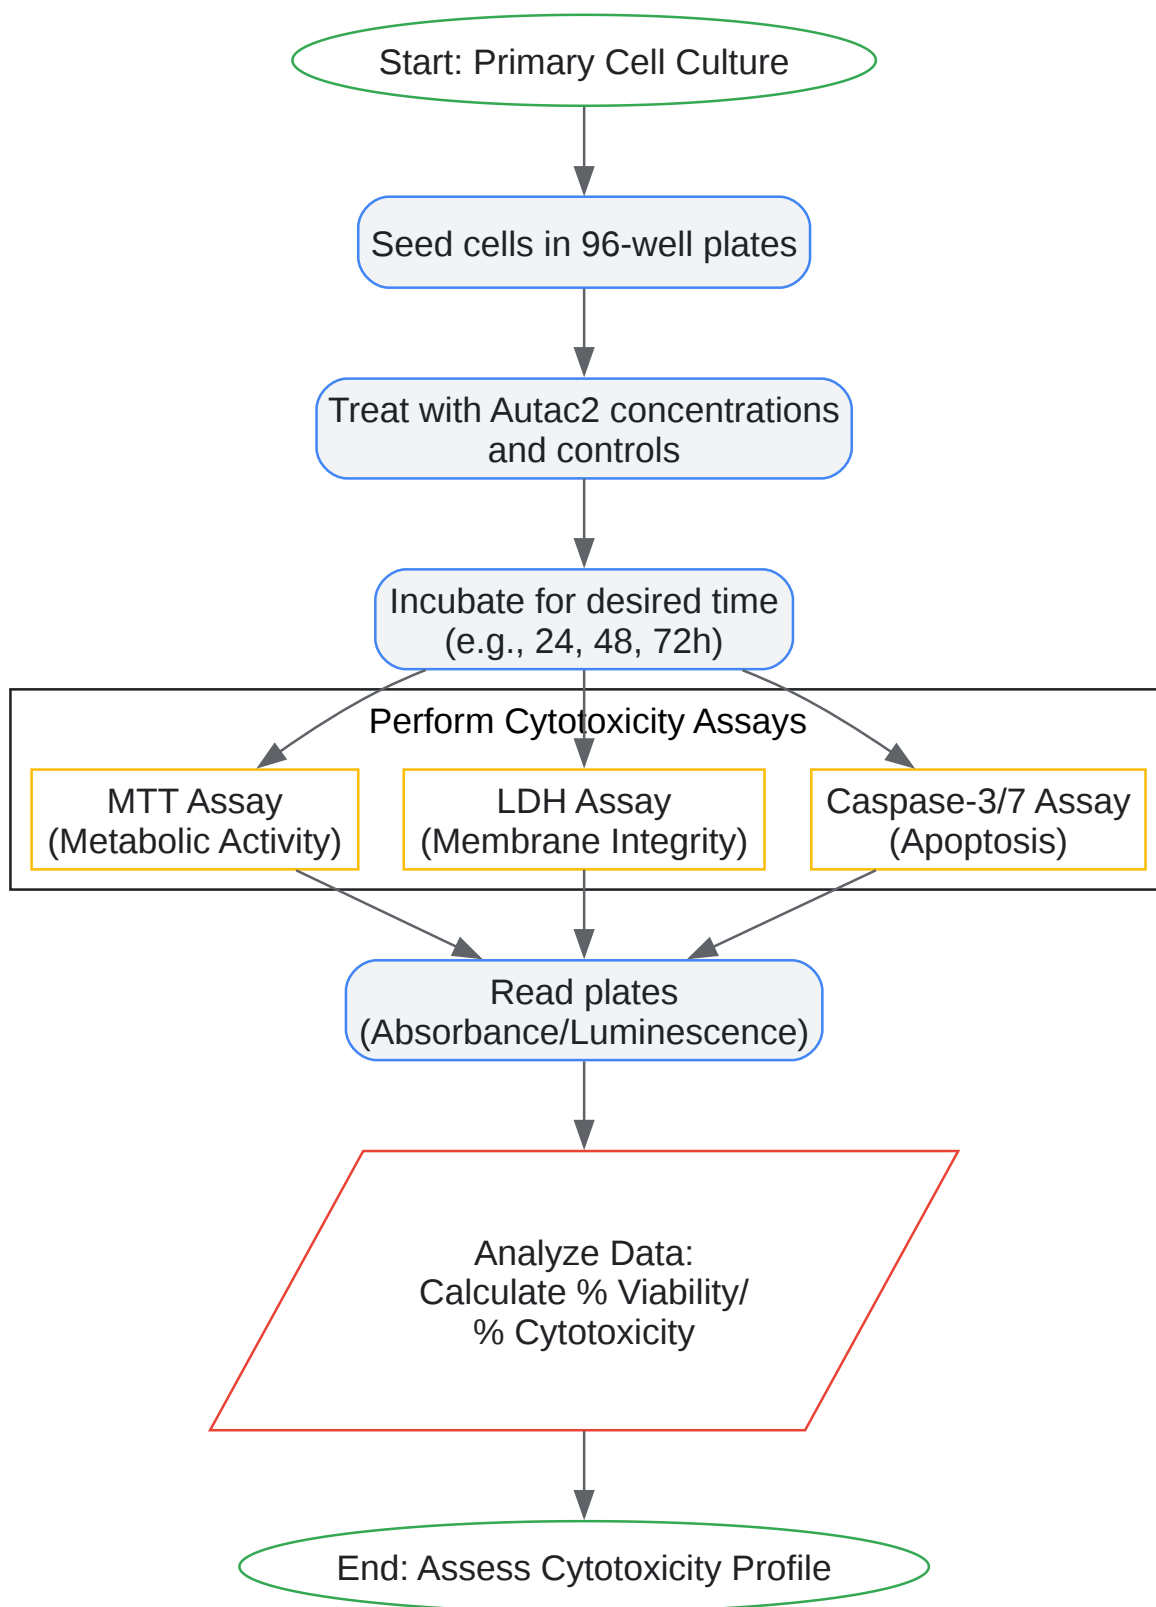 Start: Primary Cell Culture
Seed cells in 96-well plates
Treat with Autac2 concentrations
and controls
Incubate for desired time
(e.g., 24, 48, 72h)
Perform Cytotoxicity Assays
MTT Assay
(Metabolic Activity)
LDH Assay
(Membrane Integrity)
Caspase-3/7 Assay
(Apoptosis)
Read plates
(Absorbance/Luminescence)
Analyze Data:
Calculate % Viability/
% Cytotoxicity
End: Assess Cytotoxicity Profile